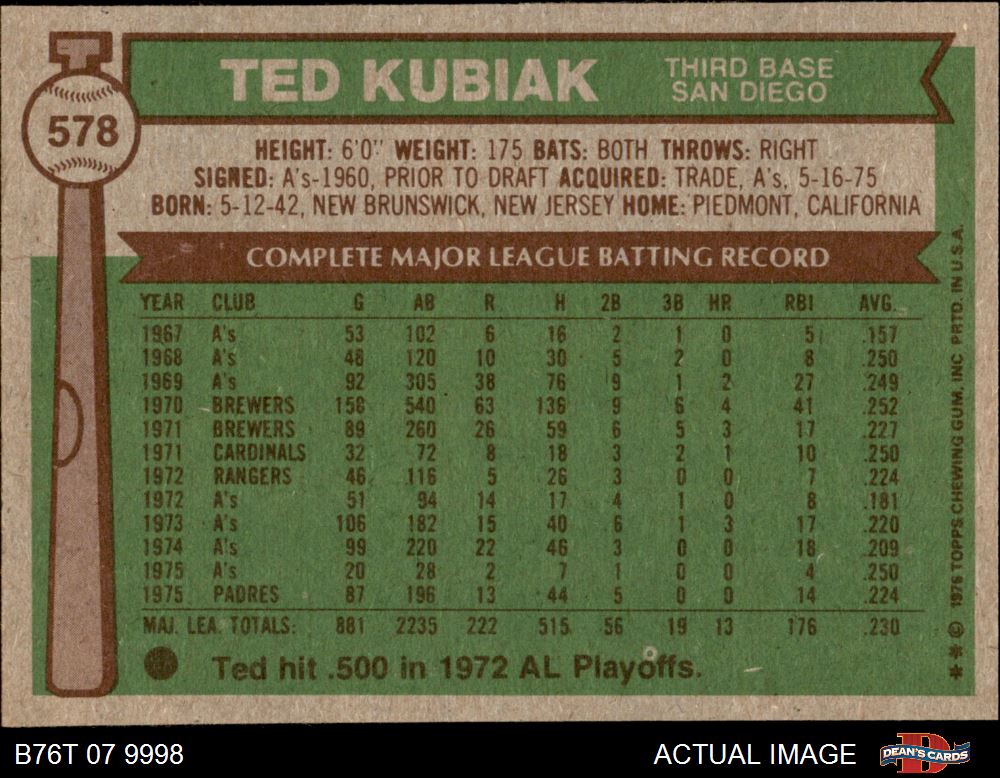 578
TED KUBIAK
THIRD BASE
SAN DIEGO
HEIGHT: 6'0" WEIGHT: 175 BATS: BOTH THROWS: RIGHT
SIGNED: A's-1960, PRIOR TO DRAFT ACQUIRED: TRADE, A's, 5-16-75
BORN: 5-12-42, NEW BRUNSWICK, NEW JERSEY HOME: PIEDMONT, CALIFORNIA
COMPLETE MAJOR LEAGUE BATTING RECORD
YEAR CLUB G AB R H 2B 3B HR RBI AVG.
1967 A's 53 102 6 16 2 1 0 5 .157
1968 A's 48 120 10 30 5 2 0 8 .250
1969 A's 92 305 38 76 9 1 2 27 .249
1970 BREWERS 158 540 63 136 9 6 4 41 .252
1971 BREWERS 89 260 26 59 6 5 3 17 .227
1971 CARDINALS 32 72 8 18 3 2 1 10 .250
1972 RANGERS 46 116 5 26 3 0 0 7 .224
1972 A's 51 94 14 17 4 1 0 8 .181
1973 A's 106 182 15 40 6 1 3 17 .220
1974 A's 99 220 22 46 3 0 0 18 .209
1975 A's 20 28 2 7 1 0 0 4 .250
1975 PADRES 87 196 13 44 5 0 0 14 .224
MAJ. LEA. TOTALS: 881 2235 222 515 56 19 13 176 .230
Ted hit .500 in 1972 AL Playoffs.
* * © 1976 TOPPS CHEWING GUM, INC. PRTD. IN U.S.A.
B76T 07 9998
ACTUAL IMAGE
D
DEAN'S CARDS